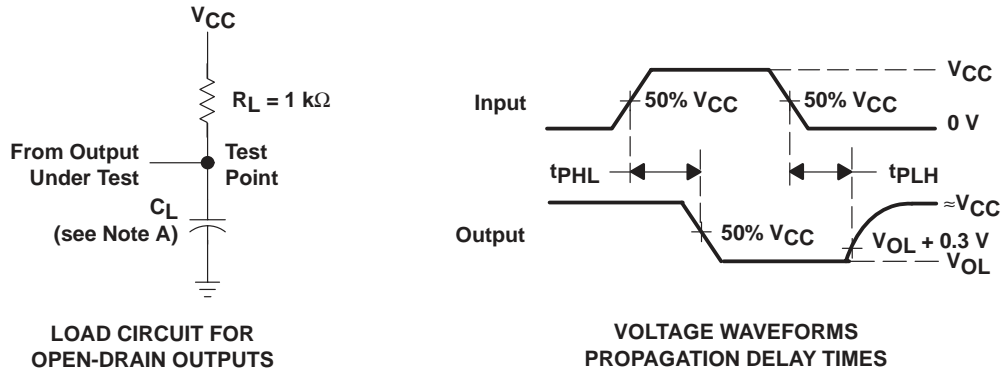 VCC
RL = 1 kΩ
From Output
Under Test
Test
Point
CL
(see Note A)
LOAD CIRCUIT FOR
OPEN-DRAIN OUTPUTS
Input
50% VCC
50% VCC
VCC
0 V
tPHL
tPLH
Output
50% VCC
≈VCC
VOL + 0.3 V
VOL
VOLTAGE WAVEFORMS
PROPAGATION DELAY TIMES